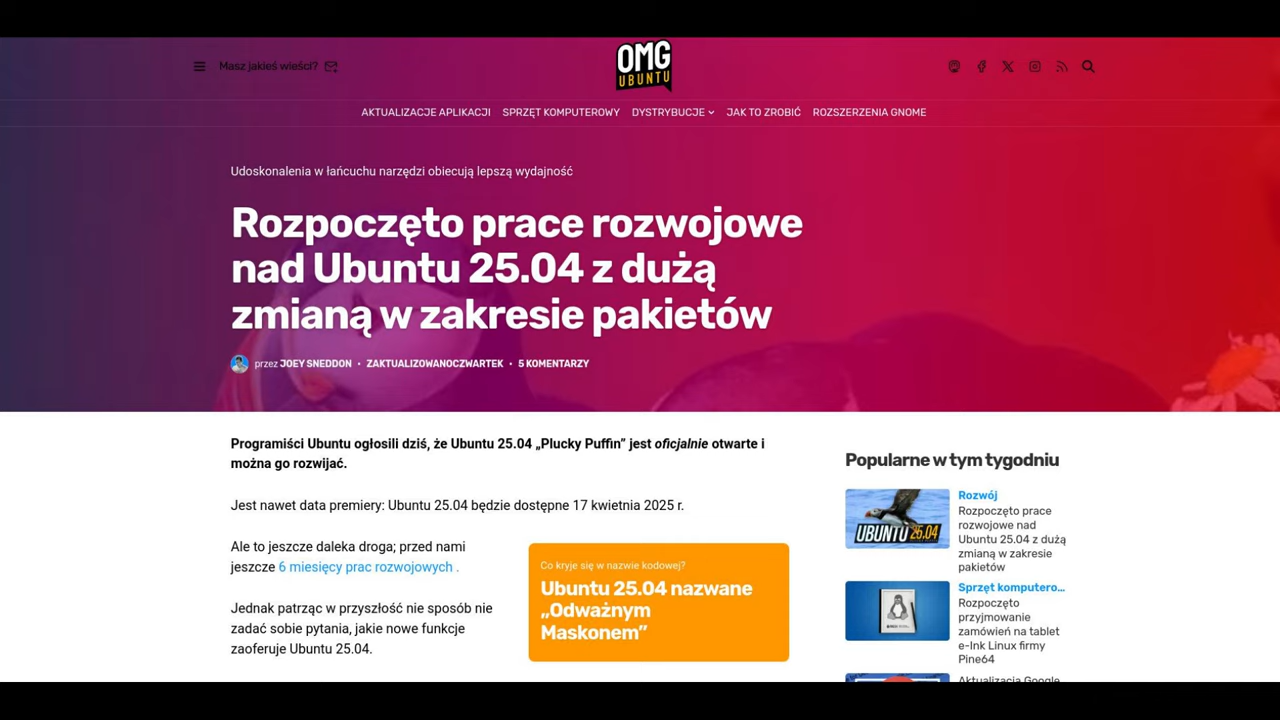 Masz jakieś wieści?
OMG
UBUNTU
AKTUALIZACJE APLIKACJI SPRZĘT KOMPUTEROWY DYSTRYBUCJE JAK TO ZROBIĆ ROZSZERZENIA GNOME
Udoskonalenia w łańcuchu narzędzi obiecują lepszą wydajność
Rozpoczęto prace rozwojowe
nad Ubuntu 25.04 z dużą
zmianą w zakresie pakietów
przez JOEY SNEDDON • ZAKTUALIZOWANOCZWARTEK • 5 KOMENTARZY
Programiści Ubuntu ogłosili dziś, że Ubuntu 25.04 „Plucky Puffin” jest oficjalnie otwarte i
można go rozwijać.
Jest nawet data premiery: Ubuntu 25.04 będzie dostępne 17 kwietnia 2025 r.
Ale to jeszcze daleka droga; przed nami
jeszcze 6 miesięcy prac rozwojowych .
Jednak patrząc w przyszłość nie sposób nie
zadać sobie pytania, jakie nowe funkcje
zaoferuje Ubuntu 25.04.
Co kryje się w nazwie kodowej?
Ubuntu 25.04 nazwane
„Odważnym
Maskonem”
Popularne w tym tygodniu
UBUNTU 25.04
Rozwój
Rozpoczęto prace
rozwojowe nad
Ubuntu 25.04 z dużą
zmianą w zakresie
pakietów
Sprzęt komputero...
Rozpoczęto
przyjmowanie
zamówień na tablet
e-Ink Linux firmy
Pine64
Aktualizacja Google